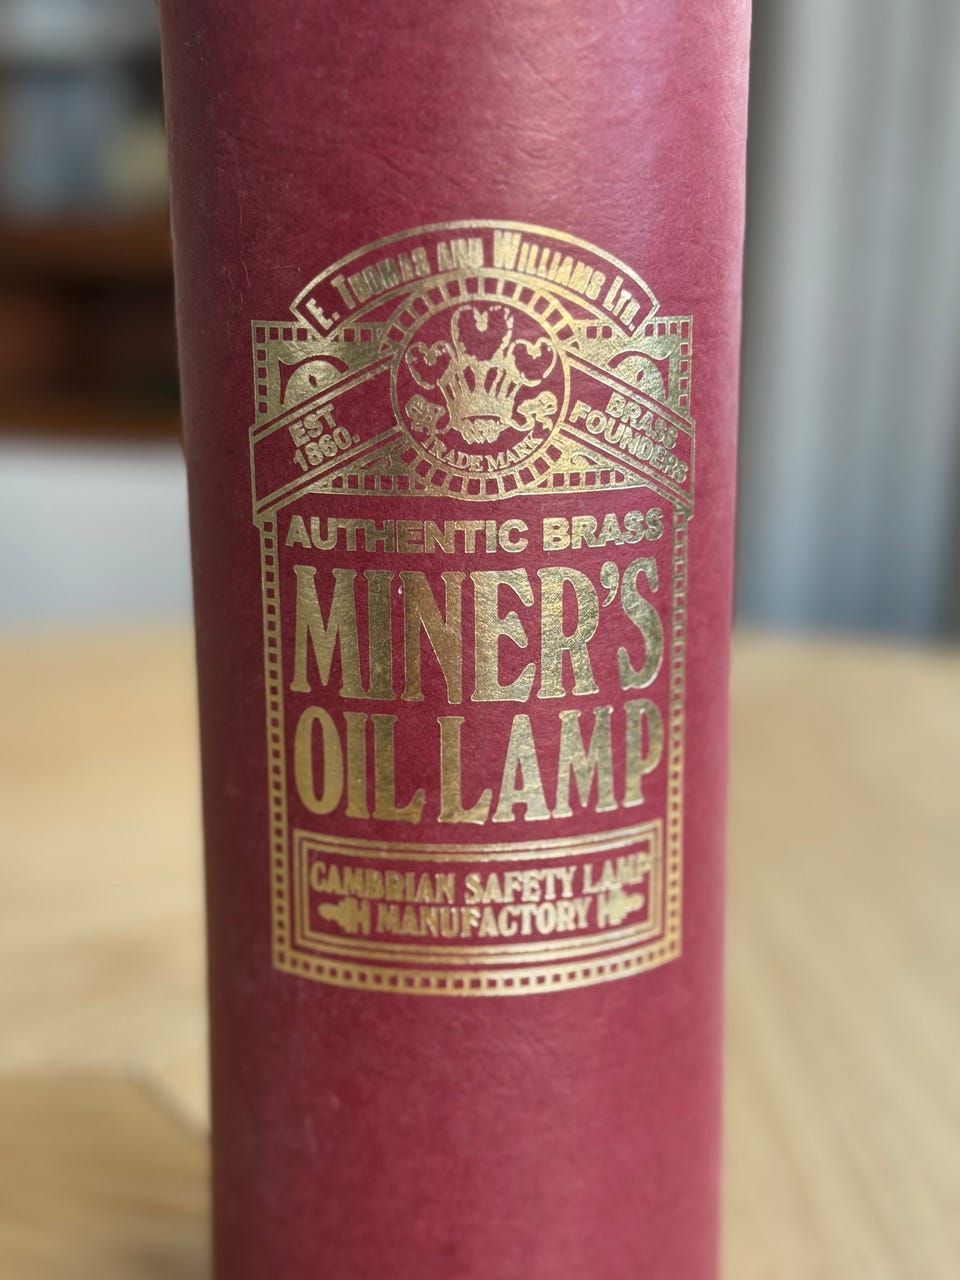 E. THOMAS AND WILLIAMS LTD.
EST
1860.
BRASS
FOUNDERS
TRADE MARK
AUTHENTIC BRASS
MINER'S
OIL LAMP
CAMBRIAN SAFETY LAMP
MANUFACTORY